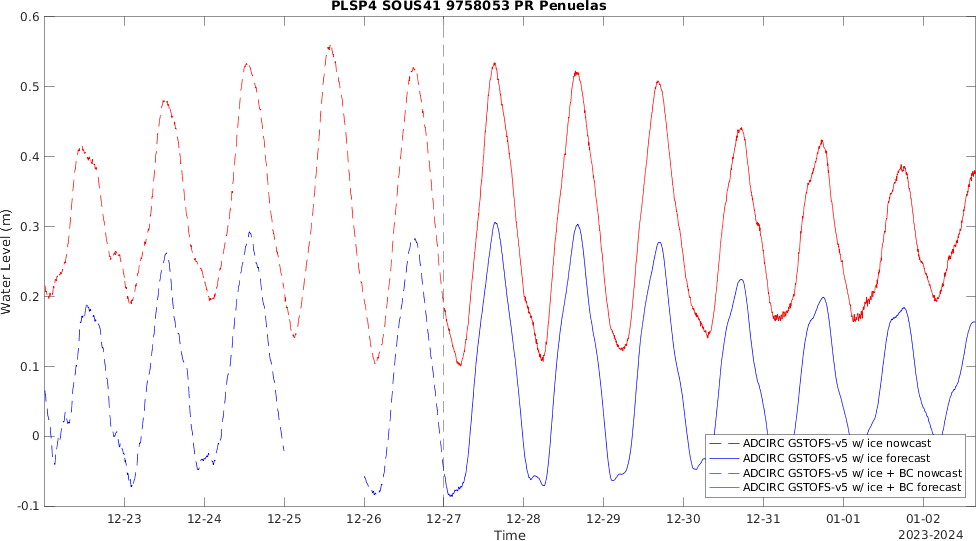 PLSP4 SOUS41 9758053 PR Penuelas
0.6
0.5
0.4
0.3
0.2
0.1
0
-0.1
Water Level (m)
12-23
12-24
12-25
12-26
12-27
12-28
12-29
12-30
12-31
01-01
01-02
2023-2024
Time
ADCIRC GSTOFS-v5 w/ ice nowcast
ADCIRC GSTOFS-v5 w/ ice forecast
ADCIRC GSTOFS-v5 w/ ice + BC nowcast
ADCIRC GSTOFS-v5 w/ ice + BC forecast